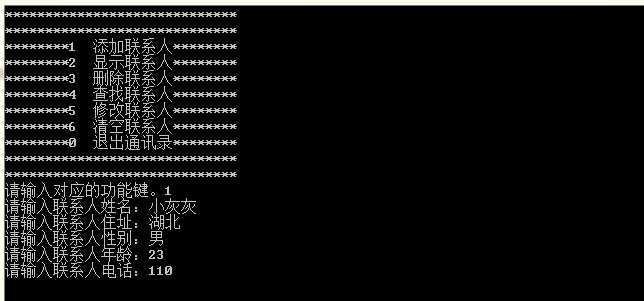 *****************************
*****************************
********1  添加联系人********
********2  显示联系人********
********3  删除联系人********
********4  查找联系人********
********5  修改联系人********
********6  清空联系人********
********0  退出通讯录********
*****************************
*****************************
请输入对应的功能键。1
请输入联系人姓名：小灰灰
请输入联系人住址：湖北
请输入联系人性别：男
请输入联系人年龄：23
请输入联系人电话：110